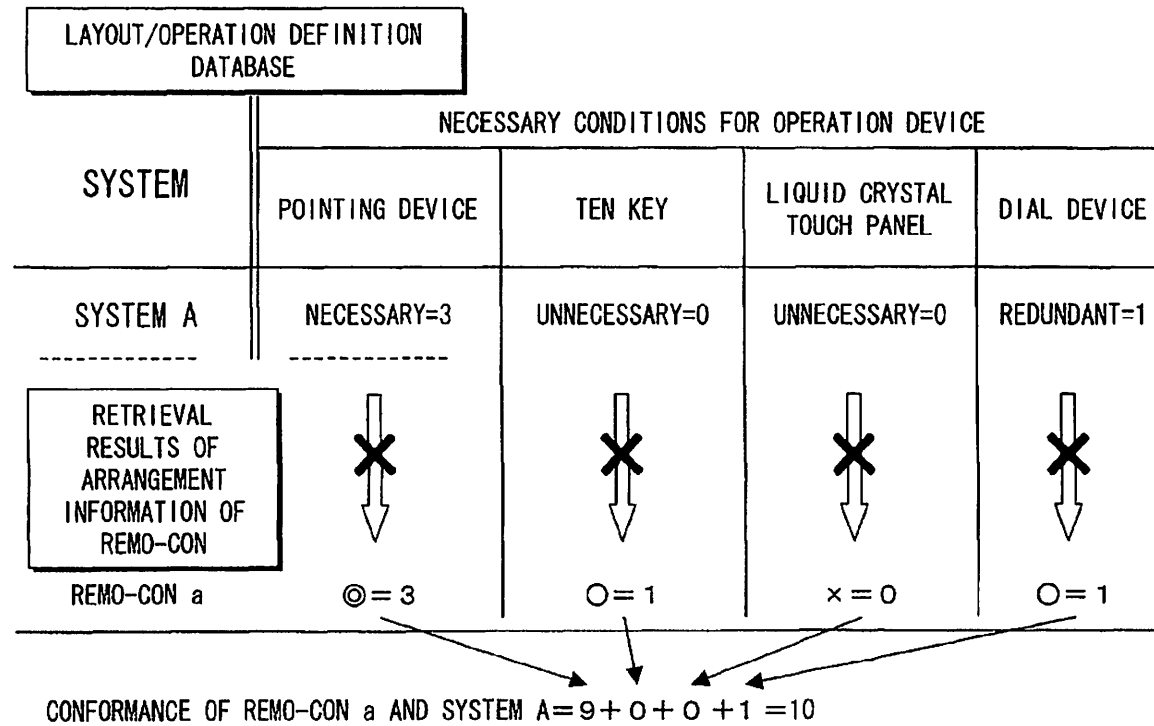 LAYOUT/OPERATION DEFINITION
DATABASE
NECESSARY CONDITIONS FOR OPERATION DEVICE
SYSTEM
POINTING DEVICE
TEN KEY
LIQUID CRYSTAL
TOUCH PANEL
DIAL DEVICE
SYSTEM A
NECESSARY=3
UNNECESSARY=0
UNNECESSARY=0
REDUNDANT=1
RETRIEVAL
RESULTS OF
ARRANGEMENT
INFORMATION OF
REMO-CON
REMO-CON a
◎=3
○=1
×=0
○=1
CONFORMANCE OF REMO-CON a AND SYSTEM A=9+0+0+1=10